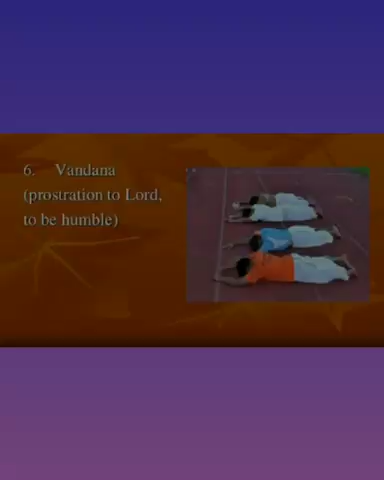 6. Vandana
(prostration to Lord,
to be humble)